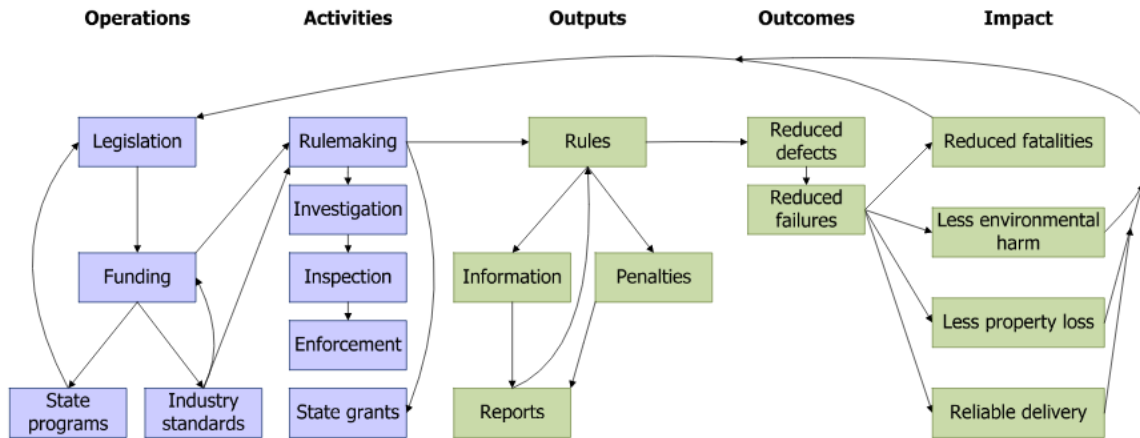 Operations
Activities
Outputs
Outcomes
Impact
Legislation
Funding
State
programs
Industry
standards
Rulemaking
Investigation
Inspection
Enforcement
State grants
Rules
Information
Penalties
Reports
Reduced
defects
Reduced
failures
Reduced fatalities
Less environmental
harm
Less property loss
Reliable delivery